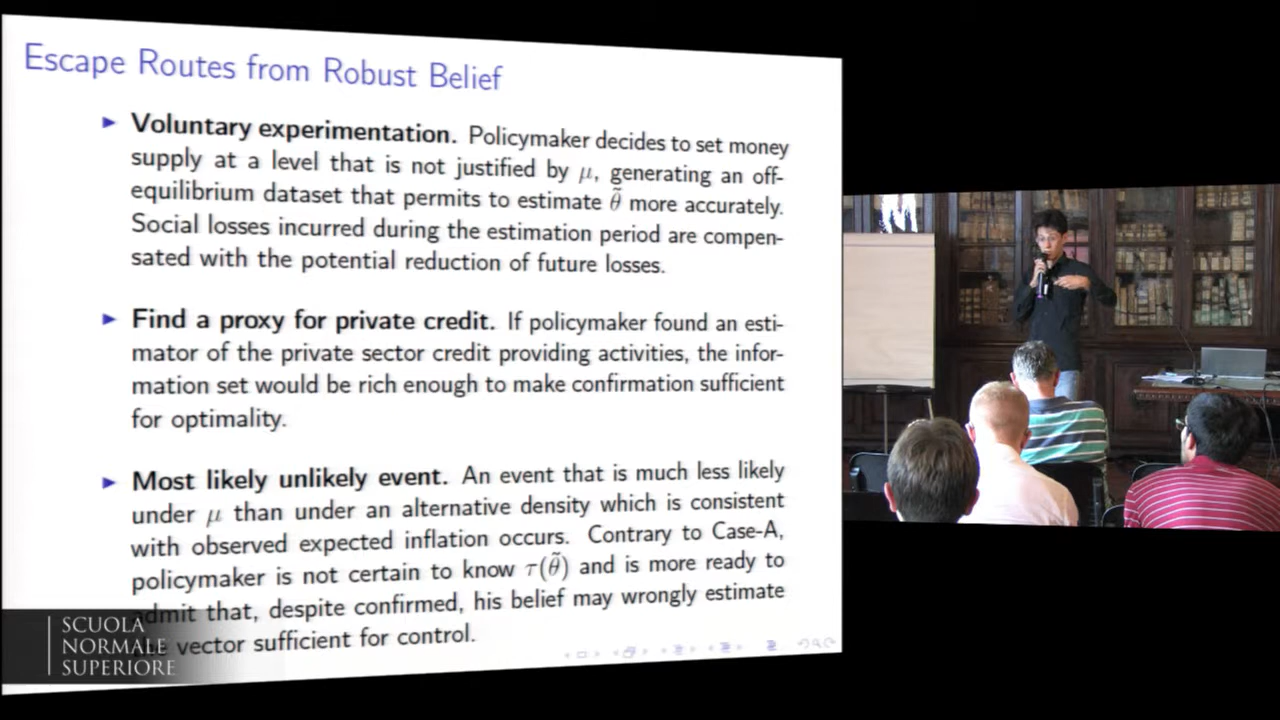 Escape Routes from Robust Belief
▶ Voluntary experimentation. Policymaker decides to set money
supply at a level that is not justified by μ, generating an off-
equilibrium dataset that permits to estimate θ̃ more accurately.
Social losses incurred during the estimation period are compen-
sated with the potential reduction of future losses.
▶ Find a proxy for private credit. If policymaker found an esti-
mator of the private sector credit providing activities, the infor-
mation set would be rich enough to make confirmation sufficient
for optimality.
▶ Most likely unlikely event. An event that is much less likely
under μ than under an alternative density which is consistent
with observed expected inflation occurs. Contrary to Case-A,
policymaker is not certain to know τ(θ̃) and is more ready to
admit that, despite confirmed, his belief may wrongly estimate
the vector sufficient for control.
SCUOLA
NORMALE
SUPERIORE